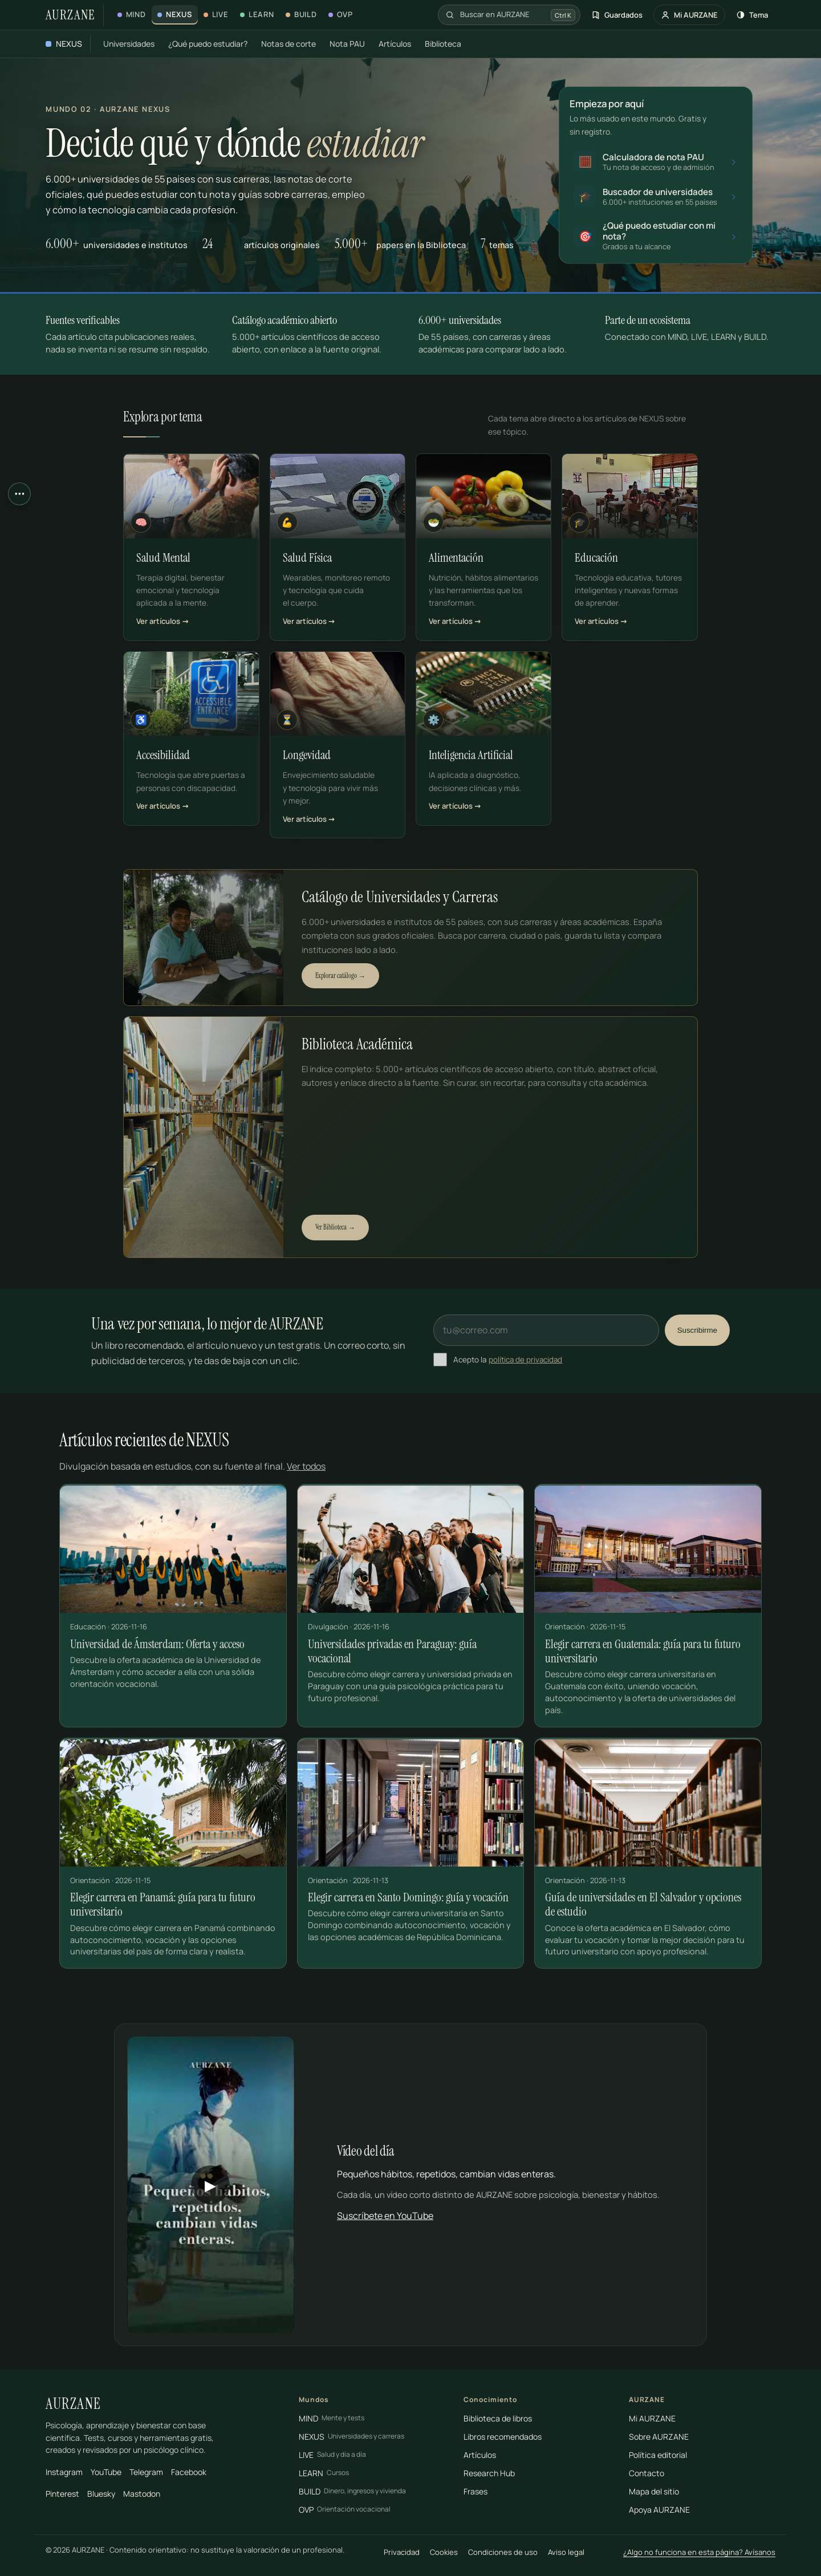 AURZANE
MIND
NEXUS
LIVE
LEARN
BUILD
OVP
Buscar en AURZANE
Ctrl K
Guardados
Mi AURZANE
Tema
NEXUS
Universidades
¿Qué puedo estudiar?
Notas de corte
Nota PAU
Artículos
Biblioteca
MUNDO 02 · AURZANE NEXUS
Decide qué y dónde estudiar
6.000+ universidades de 55 países con sus carreras, las notas de corte
oficiales, qué puedes estudiar con tu nota y guías sobre carreras, empleo
y cómo la tecnología cambia cada profesión.
6.000+ universidades e institutos
24 artículos originales
5.000+ papers en la Biblioteca
7 temas
Empieza por aquí
Lo más usado en este mundo. Gratis y
sin registro.
Calculadora de nota PAU
Tu nota de acceso y de admisión
Buscador de universidades
6.000+ instituciones en 55 países
¿Qué puedo estudiar con mi
nota?
Grados a tu alcance
Fuentes verificables
Cada artículo cita publicaciones reales,
nada se inventa ni se resume sin respaldo.
Catálogo académico abierto
5.000+ artículos científicos de acceso
abierto, con enlace a la fuente original.
6.000+ universidades
De 55 países, con carreras y áreas
académicas para comparar lado a lado.
Parte de un ecosistema
Conectado con MIND, LIVE, LEARN y BUILD.
Explora por tema
Cada tema abre directo a los artículos de NEXUS sobre
ese tópico.
Salud Mental
Terapia digital, bienestar
emocional y tecnología
aplicada a la mente.
Ver artículos →
Salud Física
Wearables, monitoreo remoto
y tecnología que cuida
el cuerpo.
Ver artículos →
Alimentación
Nutrición, hábitos alimentarios
y las herramientas que los
transforman.
Ver artículos →
Educación
Tecnología educativa, tutores
inteligentes y nuevas formas
de aprender.
Ver artículos →
ACCESSIBLE
ENTRANCE
Accesibilidad
Tecnología que abre puertas a
personas con discapacidad.
Ver artículos →
Longevidad
Envejecimiento saludable
y tecnología para vivir más
y mejor.
Ver artículos →
Inteligencia Artificial
IA aplicada a diagnóstico,
decisiones clínicas y más.
Ver artículos →
Catálogo de Universidades y Carreras
6.000+ universidades e institutos de 55 países, con sus carreras y áreas académicas. España
completa con sus grados oficiales. Busca por carrera, ciudad o país, guarda tu lista y compara
instituciones lado a lado.
Explorar catálogo →
Biblioteca Académica
El índice completo: 5.000+ artículos científicos de acceso abierto, con título, abstract oficial,
autores y enlace directo a la fuente. Sin curar, sin recortar, para consulta y cita académica.
Ver Biblioteca →
Una vez por semana, lo mejor de AURZANE
Un libro recomendado, el artículo nuevo y un test gratis. Un correo corto, sin
publicidad de terceros, y te das de baja con un clic.
tu@correo.com
Suscribirme
Acepto la política de privacidad
Artículos recientes de NEXUS
Divulgación basada en estudios, con su fuente al final. Ver todos
Educación · 2026-11-16
Universidad de Ámsterdam: Oferta y acceso
Descubre la oferta académica de la Universidad de
Ámsterdam y cómo acceder a ella con una sólida
orientación vocacional.
Divulgación · 2026-11-16
Universidades privadas en Paraguay: guía
vocacional
Descubre cómo elegir carrera y universidad privada en
Paraguay con una guía psicológica práctica para tu
futuro profesional.
Orientación · 2026-11-15
Elegir carrera en Guatemala: guía para tu futuro
universitario
Descubre cómo elegir carrera universitaria en
Guatemala con éxito, uniendo vocación,
autoconocimiento y la oferta de universidades del
país.
Orientación · 2026-11-15
Elegir carrera en Panamá: guía para tu futuro
universitario
Descubre cómo elegir carrera en Panamá combinando
autoconocimiento, vocación y las opciones
universitarias del país de forma clara y realista.
Orientación · 2026-11-13
Elegir carrera en Santo Domingo: guía y vocación
Descubre cómo elegir carrera universitaria en Santo
Domingo combinando autoconocimiento, vocación y
las opciones académicas de República Dominicana.
Orientación · 2026-11-13
Guía de universidades en El Salvador y opciones
de estudio
Conoce la oferta académica en El Salvador, cómo
evaluar tu vocación y tomar la mejor decisión para tu
futuro universitario con apoyo profesional.
AURZANE
Pequeños hábitos,
repetidos,
cambian vidas
enteras.
Vídeo del día
Pequeños hábitos, repetidos, cambian vidas enteras.
Cada día, un vídeo corto distinto de AURZANE sobre psicología, bienestar y hábitos.
Suscríbete en YouTube
AURZANE
Psicología, aprendizaje y bienestar con base
científica. Tests, cursos y herramientas gratis,
creados y revisados por un psicólogo clínico.
Instagram
YouTube
Telegram
Facebook
Pinterest
Bluesky
Mastodon
Mundos
MIND Mente y tests
NEXUS Universidades y carreras
LIVE Salud y día a día
LEARN Cursos
BUILD Dinero, ingresos y vivienda
OVP Orientación vocacional
Conocimiento
Biblioteca de libros
Libros recomendados
Artículos
Research Hub
Frases
AURZANE
Mi AURZANE
Sobre AURZANE
Política editorial
Contacto
Mapa del sitio
Apoya AURZANE
© 2026 AURZANE · Contenido orientativo: no sustituye la valoración de un profesional.
Privacidad
Cookies
Condiciones de uso
Aviso legal
¿Algo no funciona en esta página? Avísanos